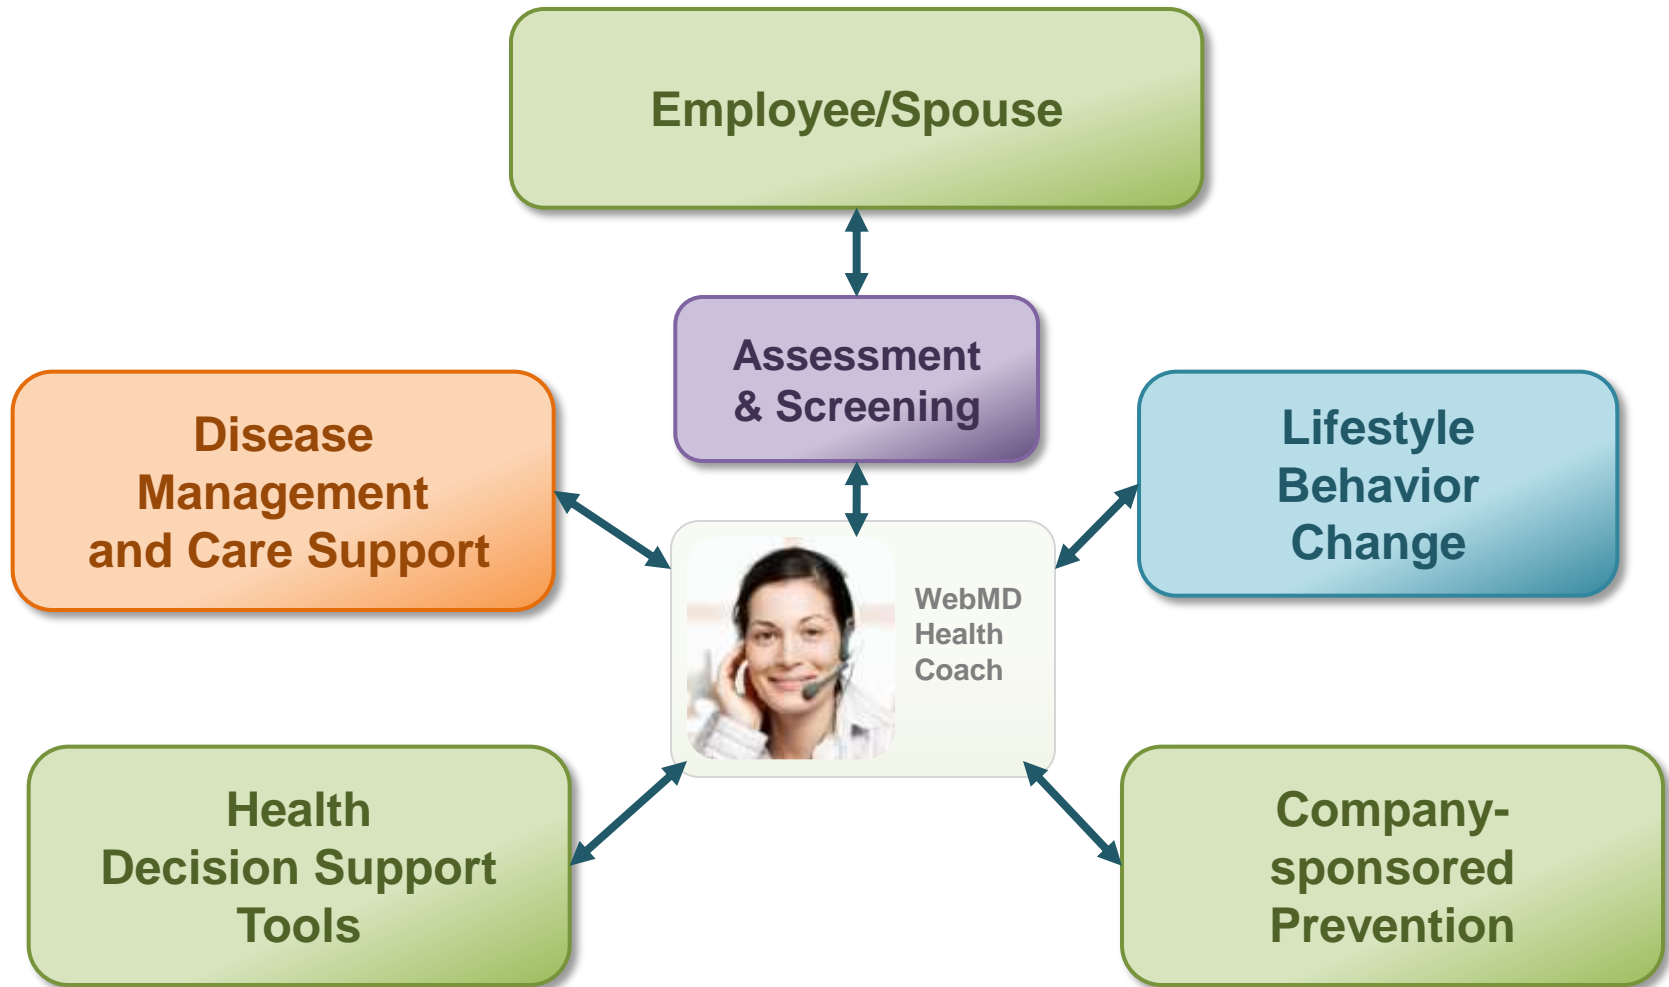 Employee/Spouse
Assessment
& Screening
Disease
Management
and Care Support
Lifestyle
Behavior
Change
WebMD
Health
Coach
Health
Decision Support
Tools
Company-
sponsored
Prevention